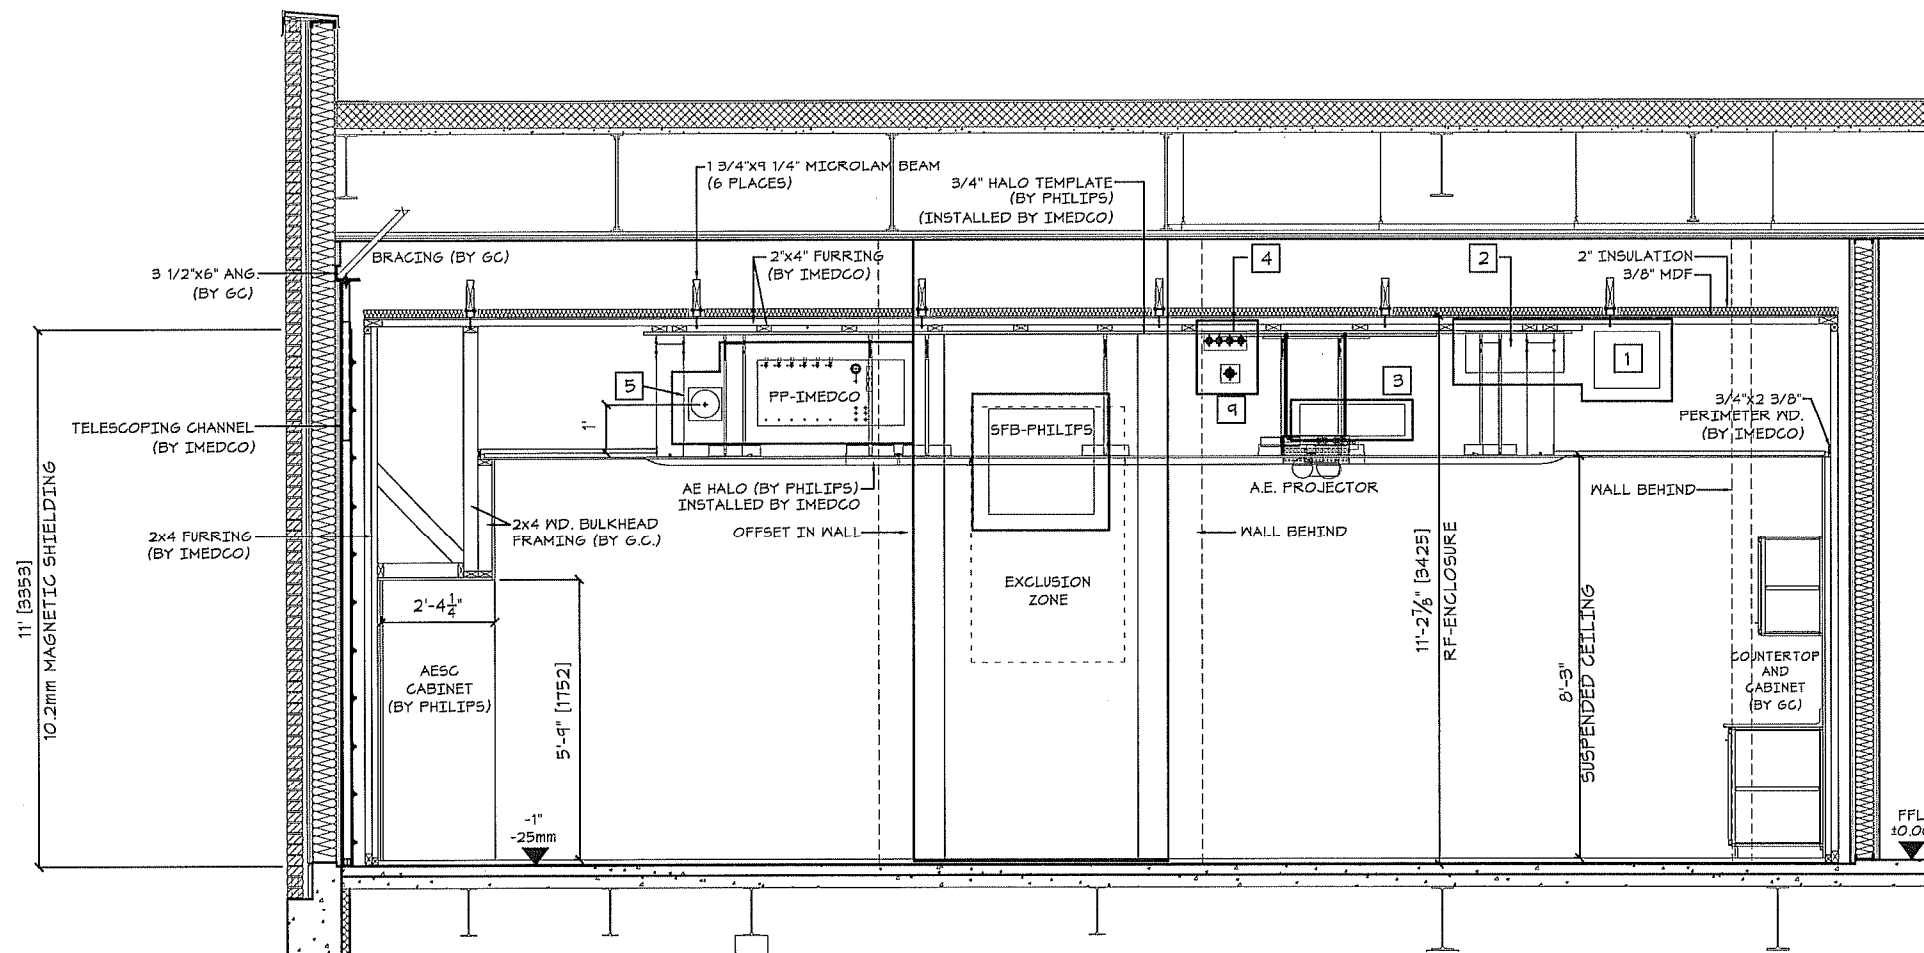 1 3/4"x9 1/4" MICROLAM BEAM
(6 PLACES)
3/4" HALO TEMPLATE
(BY PHILIPS)
(INSTALLED BY IMEDCO)
BRACING (BY GC)
2"x4" FURRING
(BY IMEDCO)
4
2
2" INSULATION
3/8" MDF
3 1/2"x6" ANG.
(BY GC)
5
PP-IMEDCO
1
3
9
3/4"x2 3/8"
PERIMETER WD.
(BY IMEDCO)
1'
SFB-PHILIPS
TELESCOPING CHANNEL
(BY IMEDCO)
AE HALO (BY PHILIPS)
INSTALLED BY IMEDCO
A.E. PROJECTOR
WALL BEHIND
2x4 WD. BULKHEAD
FRAMING (BY G.C.)
OFFSET IN WALL
WALL BEHIND
2x4 FURRING
(BY IMEDCO)
11' [3353]
10.2mm MAGNETIC SHIELDING
EXCLUSION
ZONE
11'-2⅞" [3425]
RF-ENCLOSURE
2'-4¼"
8'-3"
SUSPENDED CEILING
AESC
CABINET
(BY PHILIPS)
5'-9" [1752]
COUNTERTOP
AND
CABINET
(BY GC)
-1"
-25mm
FFL